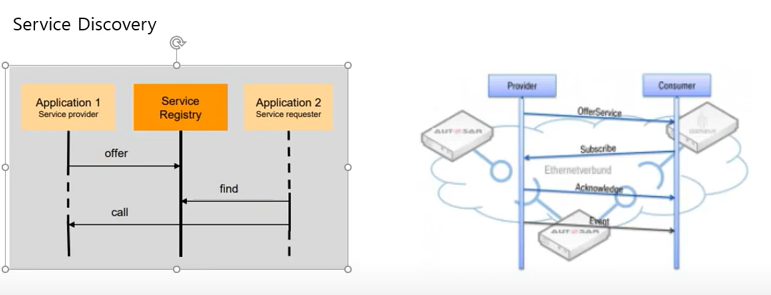 Service Discovery
Application 1
Service provider
Service
Registry
Application 2
Service requester
offer
find
call
Provider
Consumer
OfferService
AUTOSAR
Subscribe
Ethernetverbund
Acknowledge
Event
AUTOSAR